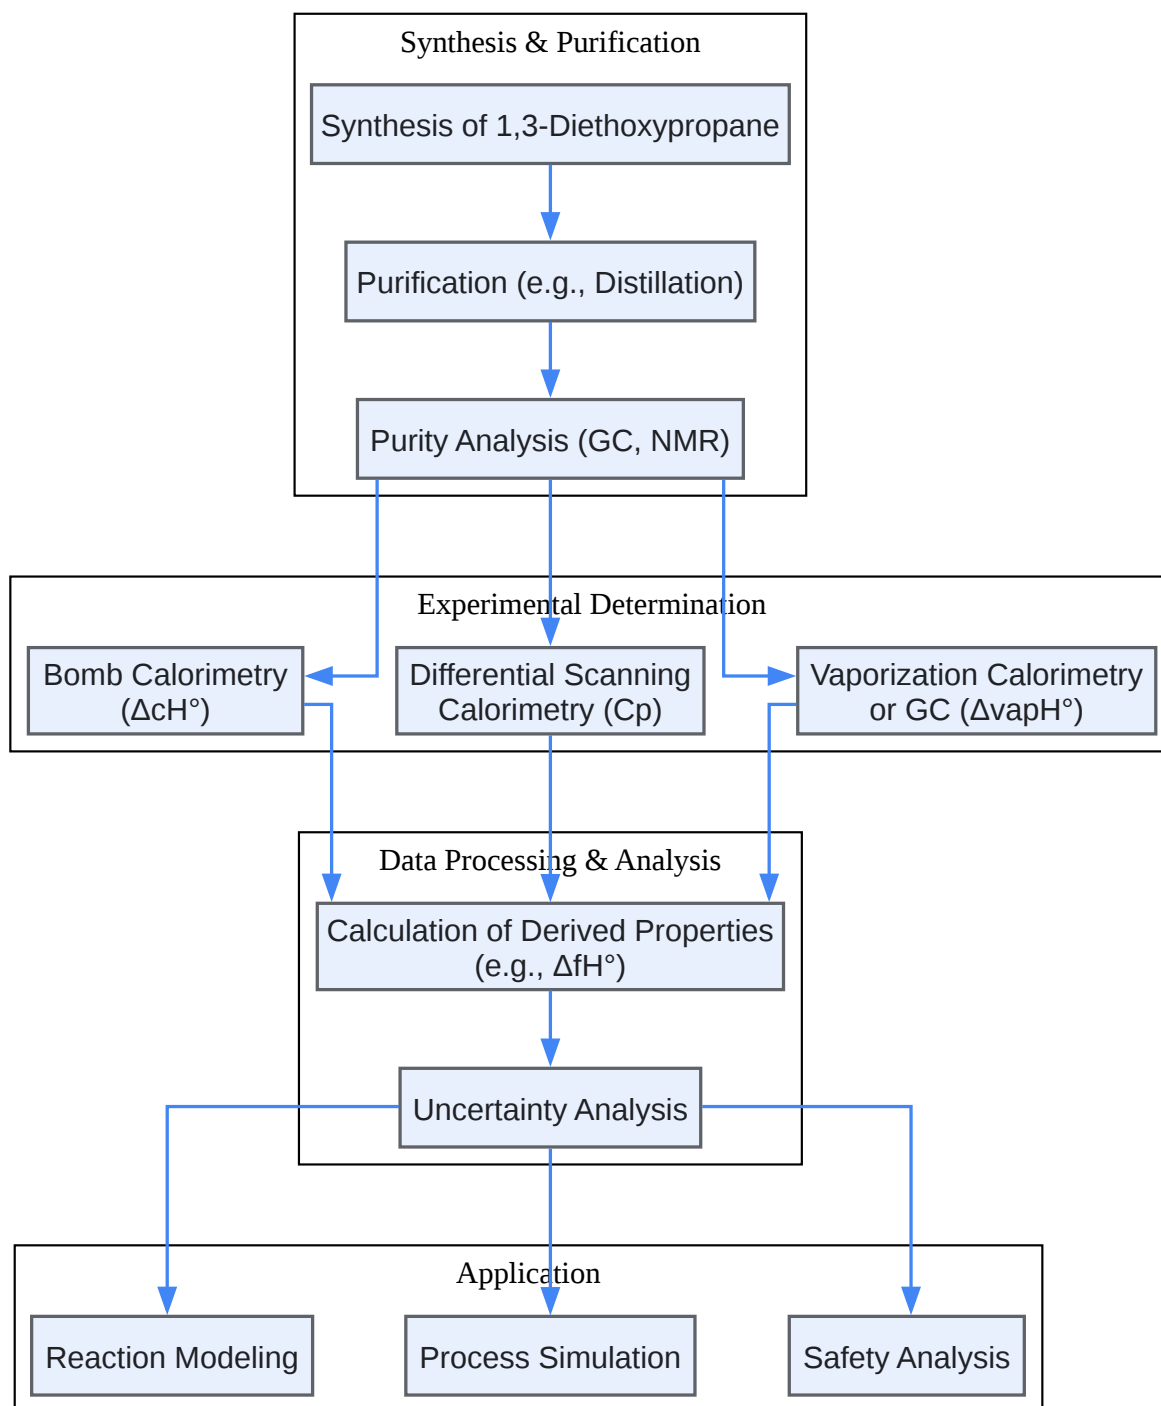 Synthesis & Purification
Synthesis of 1,3-Diethoxypropane
Purification (e.g., Distillation)
Purity Analysis (GC, NMR)
Experimental Determination
Bomb Calorimetry
(ΔcH°)
Differential Scanning
Calorimetry (Cp)
Vaporization Calorimetry
or GC (ΔvapH°)
Data Processing & Analysis
Calculation of Derived Properties
(e.g., ΔfH°)
Uncertainty Analysis
Application
Reaction Modeling
Process Simulation
Safety Analysis